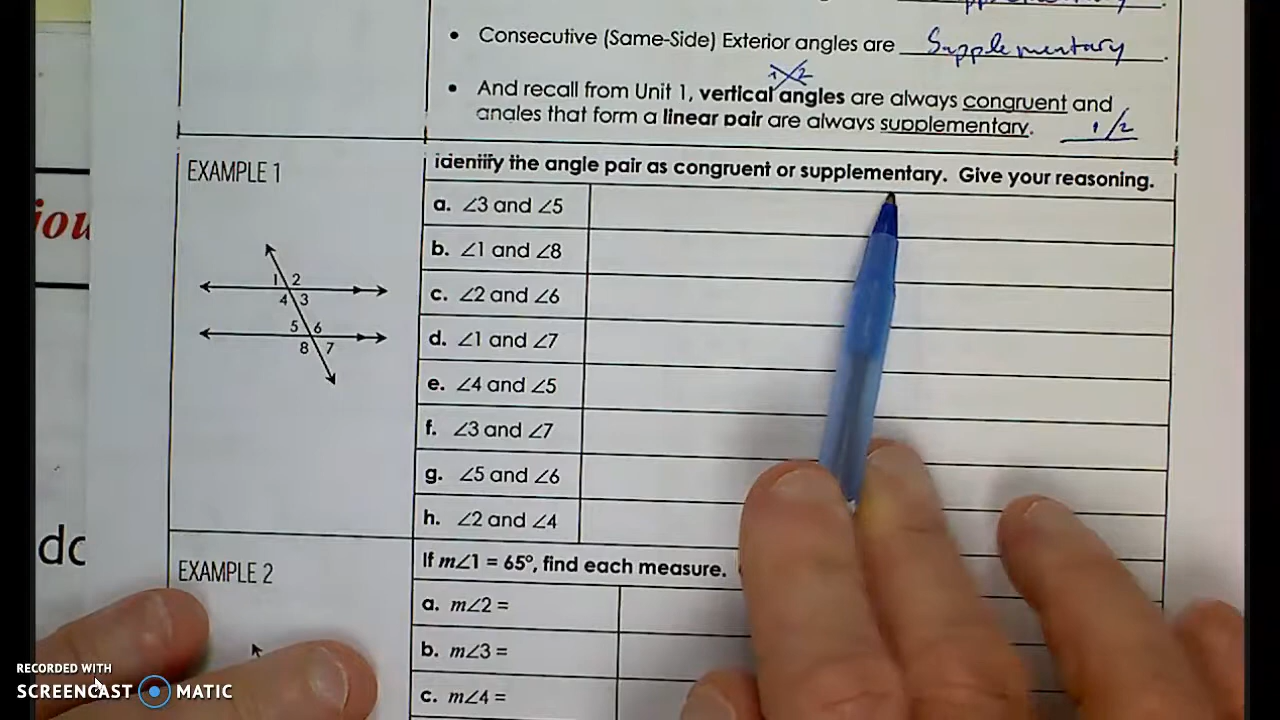 • Consecutive (Same-Side) Exterior angles are Supplementary.
1 2
• And recall from Unit 1, vertical angles are always congruent and
angles that form a linear pair are always supplementary. 1/2
EXAMPLE 1
Identify the angle pair as congruent or supplementary. Give your reasoning.
a. ∠3 and ∠5
b. ∠1 and ∠8
c. ∠2 and ∠6
d. ∠1 and ∠7
e. ∠4 and ∠5
f. ∠3 and ∠7
g. ∠5 and ∠6
h. ∠2 and ∠4
1 2
4 3
5 6
8 7
EXAMPLE 2
If m∠1 = 65°, find each measure.
a. m∠2 =
b. m∠3 =
c. m∠4 =
RECORDED WITH
SCREENCAST MATIC